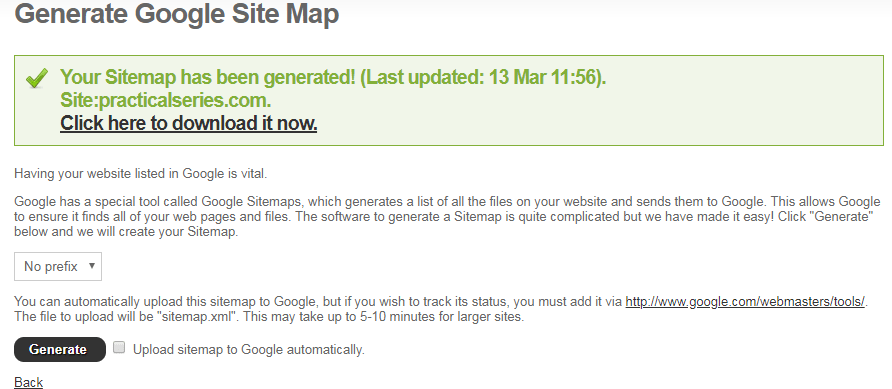 Generate Google Site Map
Your Sitemap has been generated! (Last updated: 13 Mar 11:56).
Site:practicalseries.com.
Click here to download it now.
Having your website listed in Google is vital.
Google has a special tool called Google Sitemaps, which generates a list of all the files on your website and sends them to Google. This allows Google
to ensure it finds all of your web pages and files. The software to generate a Sitemap is quite complicated but we have made it easy! Click "Generate"
below and we will create your Sitemap.
No prefix
You can automatically upload this sitemap to Google, but if you wish to track its status, you must add it via http://www.google.com/webmasters/tools/.
The file to upload will be "sitemap.xml". This may take up to 5-10 minutes for larger sites.
Generate Upload sitemap to Google automatically.
Back